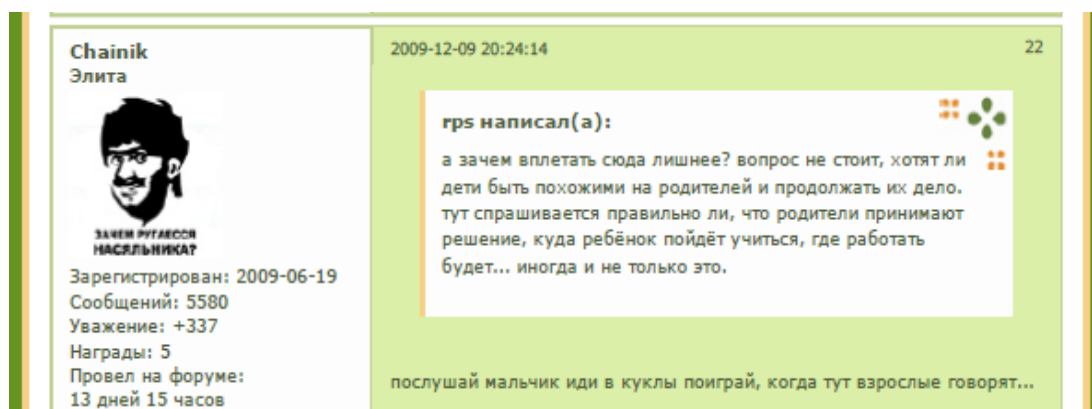 Chainik
Элита
ЗАЧЕМ РУГАЕССЯ
НАСЯЛЬНИКА?
Зарегистрирован: 2009-06-19
Сообщений: 5580
Уважение: +337
Награды: 5
Провел на форуме:
13 дней 15 часов
2009-12-09 20:24:14
22
rps написал(а):
а зачем вплетать сюда лишнее? вопрос не стоит, хотят ли
дети быть похожими на родителей и продолжать их дело.
тут спрашивается правильно ли, что родители принимают
решение, куда ребёнок пойдёт учиться, где работать
будет... иногда и не только это.
послушай мальчик иди в куклы поиграй, когда тут взрослые говорят...